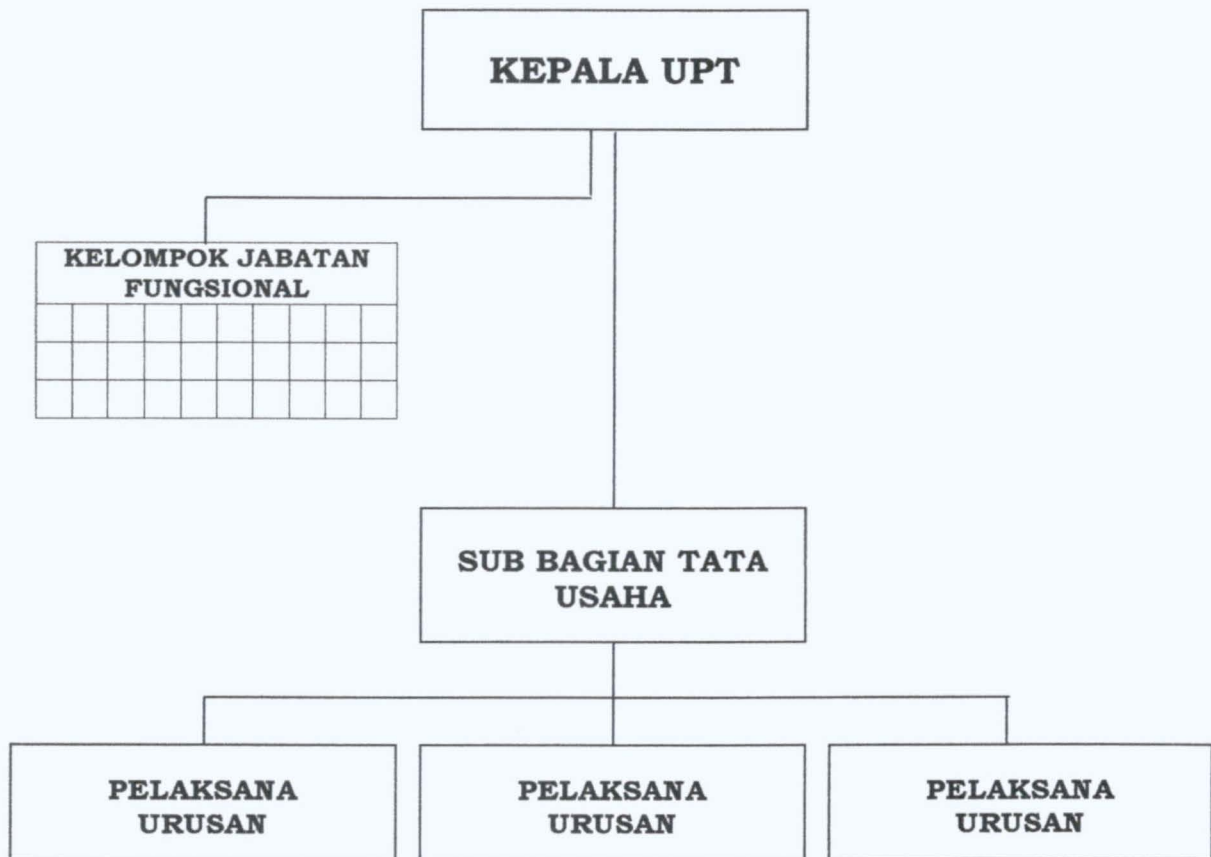 KEPALA UPT
KELOMPOK JABATAN
FUNGSIONAL
SUB BAGIAN TATA
USAHA
PELAKSANA
URUSAN
PELAKSANA
URUSAN
PELAKSANA
URUSAN